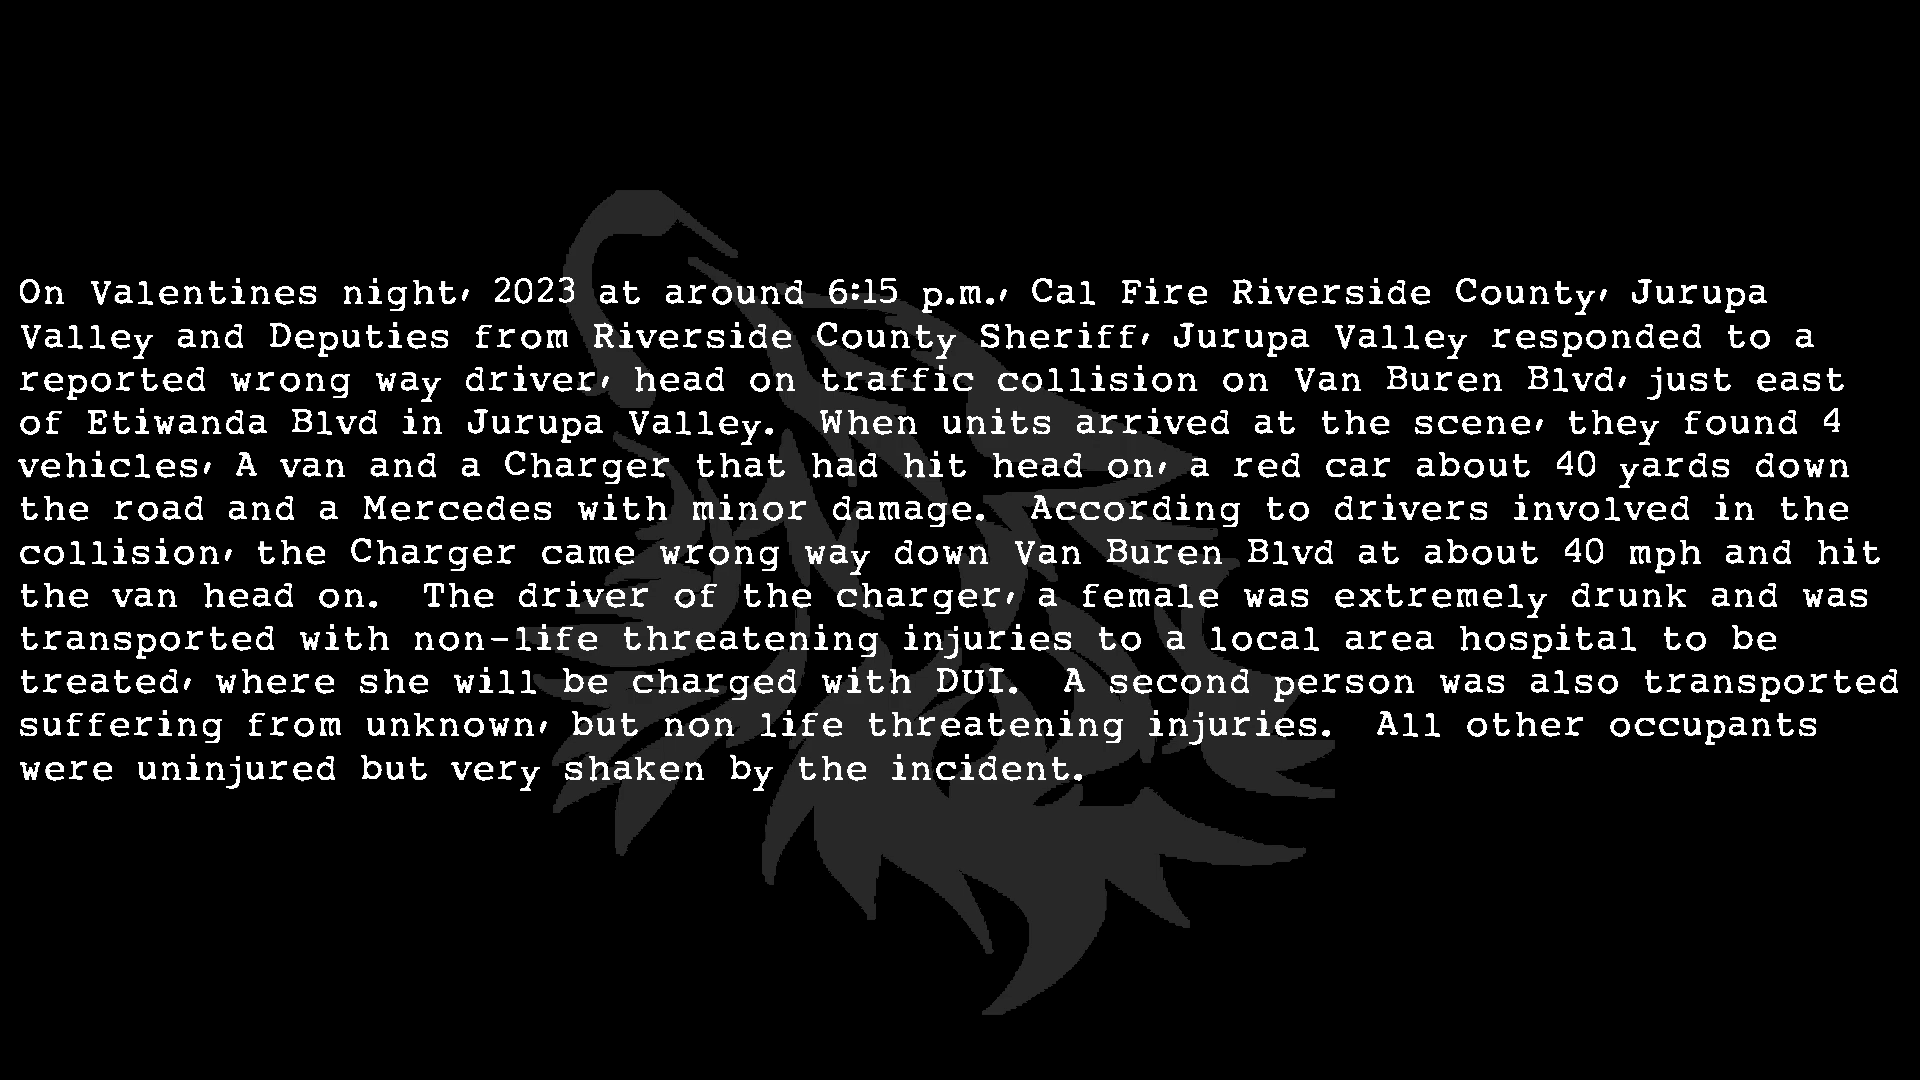 On Valentines night, 2023 at around 6:15 p.m., Cal Fire Riverside County, Jurupa
Valley and Deputies from Riverside County Sheriff, Jurupa Valley responded to a
reported wrong way driver, head on traffic collision on Van Buren Blvd, just east
of Etiwanda Blvd in Jurupa Valley.  When units arrived at the scene, they found 4
vehicles, A van and a Charger that had hit head on, a red car about 40 yards down
the road and a Mercedes with minor damage.  According to drivers involved in the
collision, the Charger came wrong way down Van Buren Blvd at about 40 mph and hit
the van head on.  The driver of the charger, a female was extremely drunk and was
transported with non-life threatening injuries to a local area hospital to be
treated, where she will be charged with DUI.  A second person was also transported
suffering from unknown, but non life threatening injuries.  All other occupants
were uninjured but very shaken by the incident.